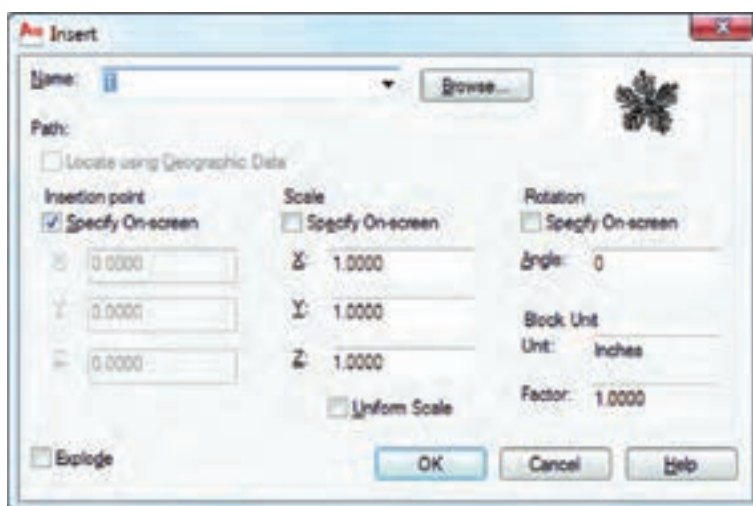 Insert
Name:
Browse...
Path:
Locate using Geographic Data
Insertion point
Specify On-screen
X: 0.0000
Y: 0.0000
Z: 0.0000
Scale
Specify On-screen
X: 1.0000
Y: 1.0000
Z: 1.0000
Uniform Scale
Rotation
Specify On-screen
Angle: 0
Block Unit
Unit: Inches
Factor: 1.0000
Explode
OK
Cancel
Help